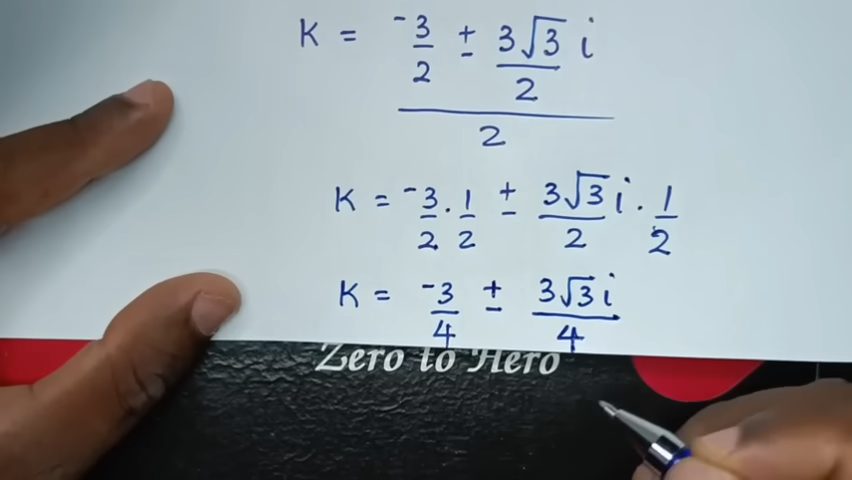 K = -3/2 ± 3√3/2 i / 2
K = -3/2 · 1/2 ± 3√3/2 i · 1/2
K = -3/4 ± 3√3 i/4
Zero to Hero